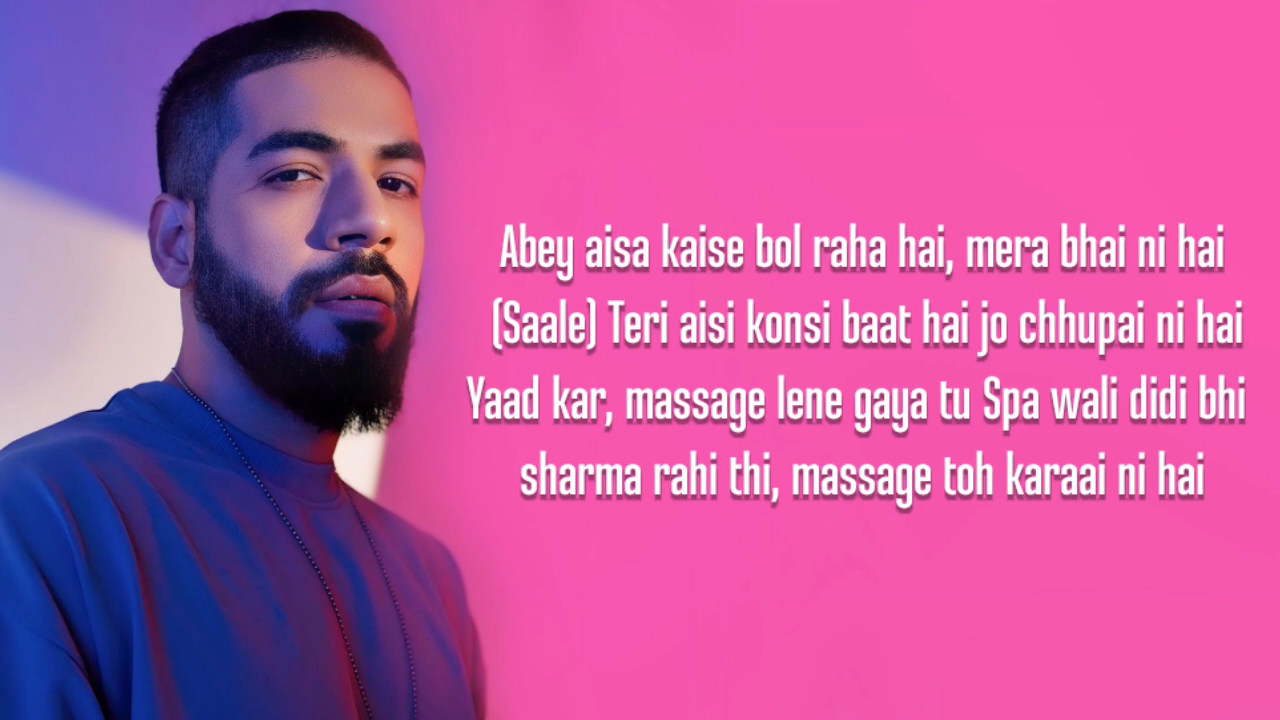 Abey aisa kaise bol raha hai, mera bhai ni hai
(Saale) Teri aisi konsi baat hai jo chhupai ni hai
Yaad kar, massage lene gaya tu Spa wali didi bhi
sharma rahi thi, massage toh karaai ni hai